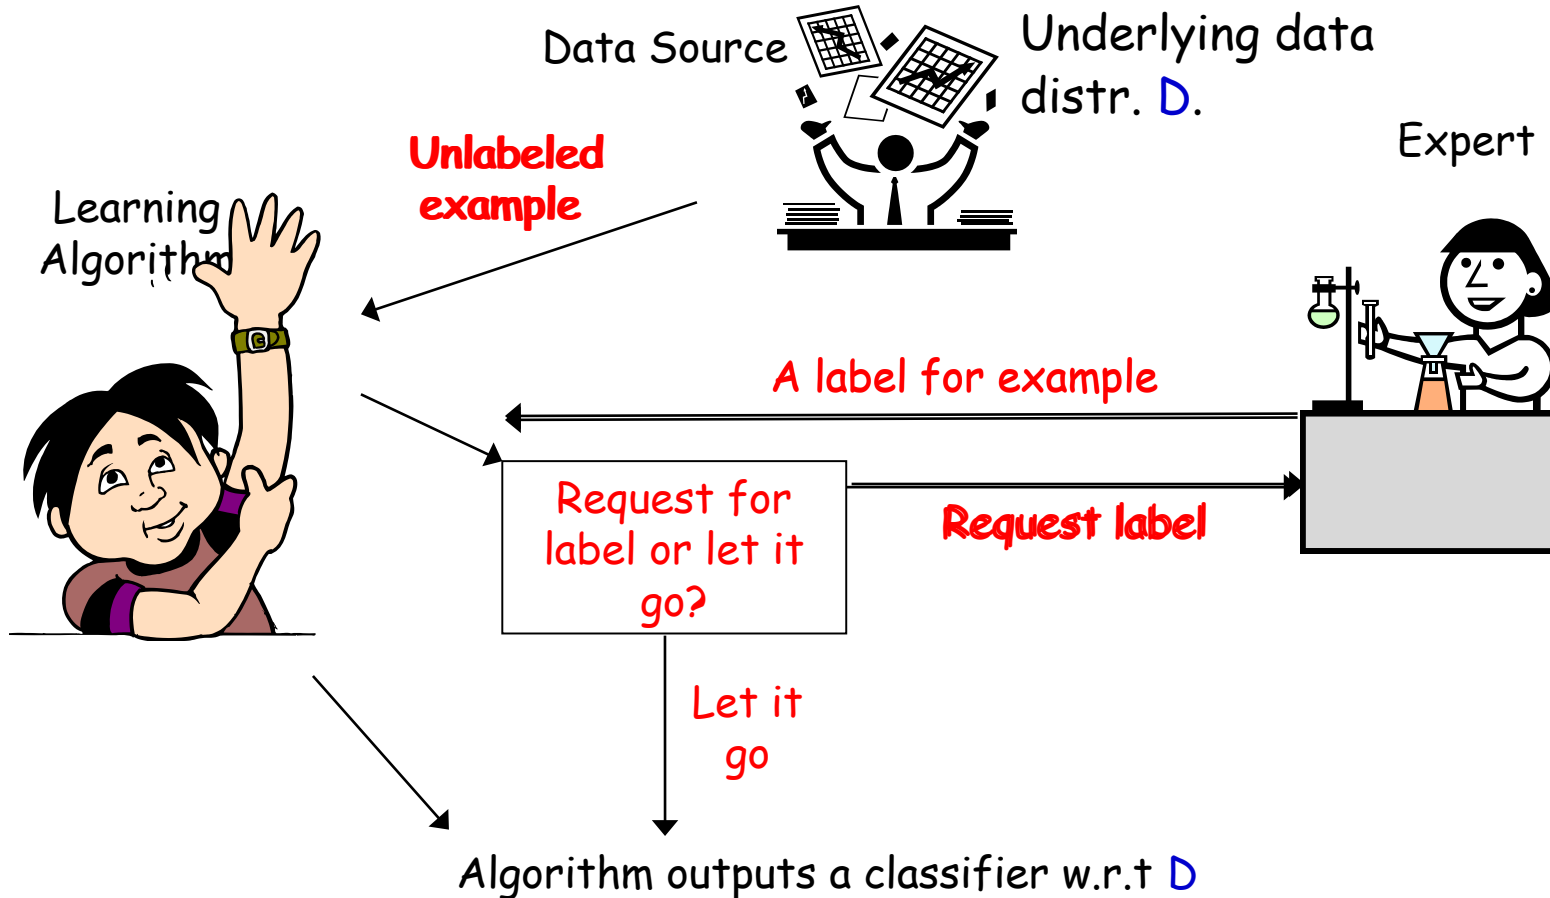 Data Source
Underlying data
distr. D.
Expert
Unlabeled
example
Learning
Algorithm
A label for example
Request for
label or let it
go?
Request label
Let it
go
Algorithm outputs a classifier w.r.t D